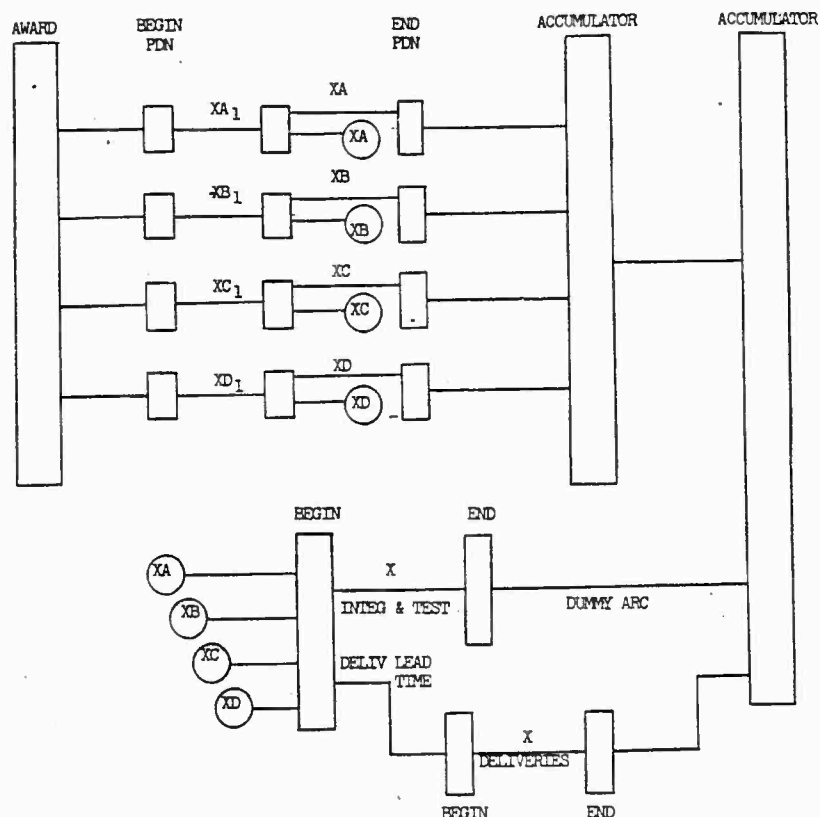 AWARD
BEGIN
PDN
END
PDN
ACCUMULATOR
ACCUMULATOR
XA1
XA
XA
XB1
XB
XB
XC1
XC
XC
XD1
XD
XD
BEGIN
END
XA
XB
XC
XD
X
INTEG & TEST
DUMMY ARC
DELIV LEAD
TIME
X
DELIVERIES
BEGIN
END